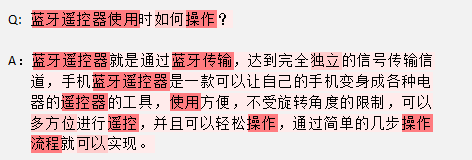 Q: 蓝牙遥控器使用时如何操作？
A：蓝牙遥控器就是通过蓝牙传输，达到完全独立的信号传输信
道，手机蓝牙遥控器是一款可以让自己的手机变身成各种电
器的遥控器的工具，使用方便，不受旋转角度的限制，可以
多方位进行遥控，并且可以轻松操作，通过简单的几步操作
流程就可以实现。